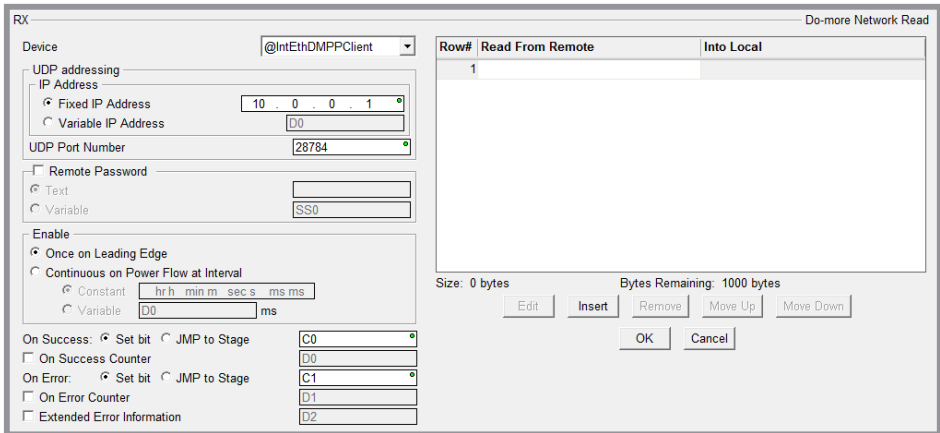 RX
Do-more Network Read
Device @IntEthDMPPClient
UDP addressing
IP Address
Fixed IP Address 10 . 0 . 0 . 1
Variable IP Address D0
UDP Port Number 28784
Remote Password
Text
Variable SS0
Enable
Once on Leading Edge
Continuous on Power Flow at Interval
Constant hr h min m sec s ms ms
Variable D0 ms
On Success: Set bit JMP to Stage C0
On Success Counter D0
On Error: Set bit JMP to Stage C1
On Error Counter D1
Extended Error Information D2
Row# Read From Remote Into Local
1
Size: 0 bytes Bytes Remaining: 1000 bytes
Edit Insert Remove Move Up Move Down
OK Cancel